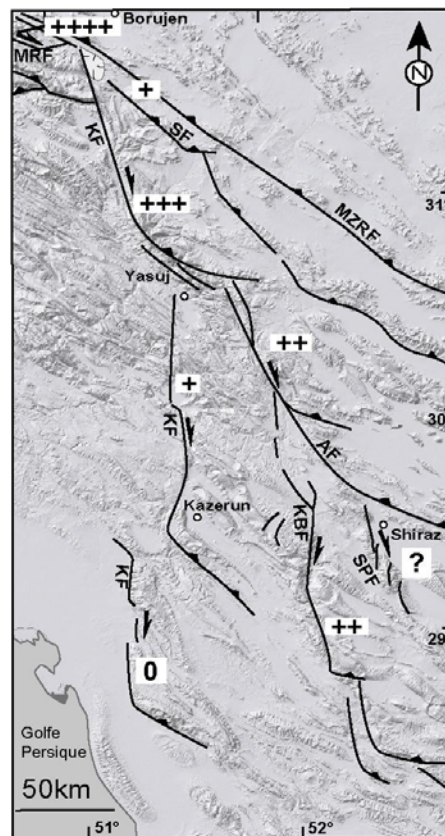 Borujen
++++
MRF
N
+
SF
KF
31°
+++
MZRF
Yasuj
++
+
30
KF
AF
Kazerun
KBF
Shiraz
KF
SPF
?
++
29
0
Golfe
Persique
50km
51°
52°